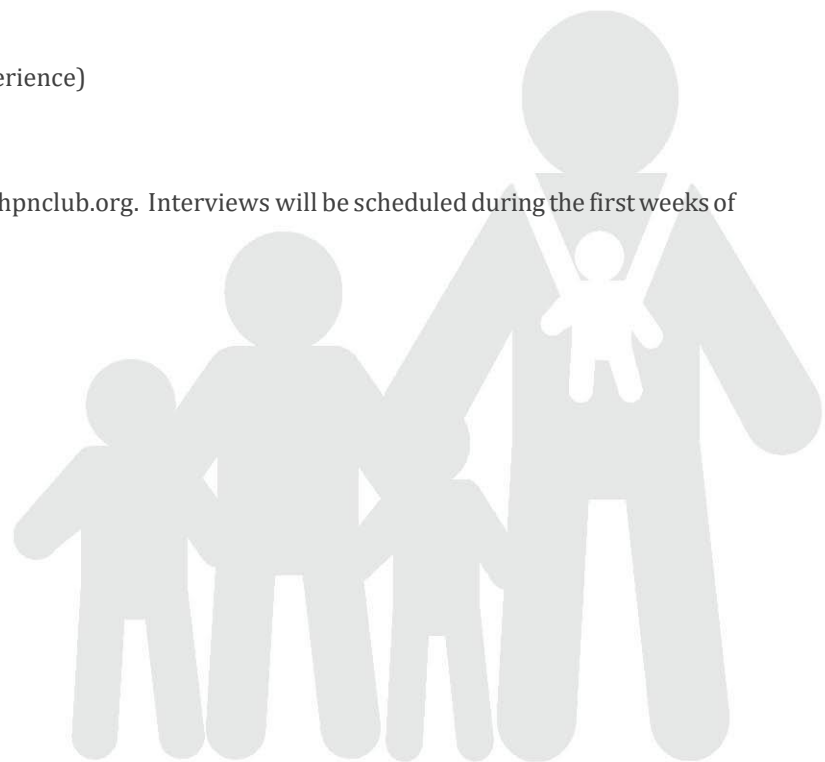 erience)
hpnclub.org. Interviews will be scheduled during the first weeks of